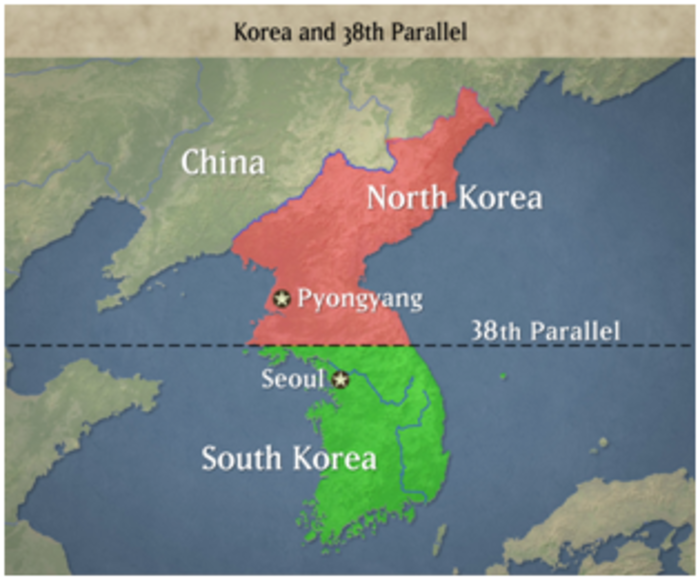 Korea and 38th Parallel
China
North Korea
Pyongyang
38th Parallel
Seoul
South Korea